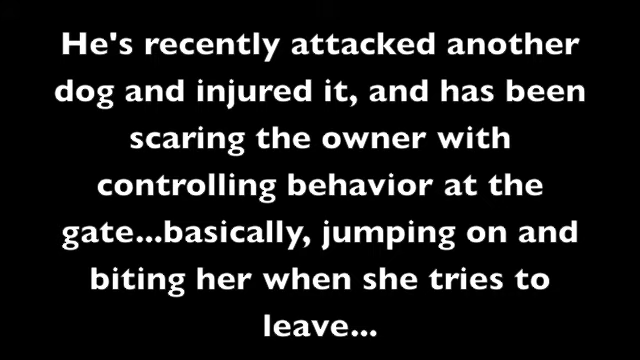 He's recently attacked another
dog and injured it, and has been
scaring the owner with
controlling behavior at the
gate...basically, jumping on and
biting her when she tries to
leave...